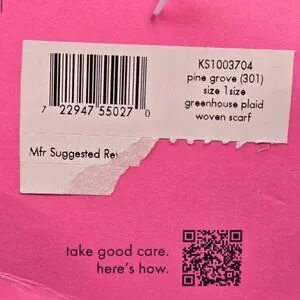 KS1003704
pine grove (301)
size 1size
greenhouse plaid
woven scarf
7 22947 55027 0
Mfr Suggested Re
take good care.
here's how.